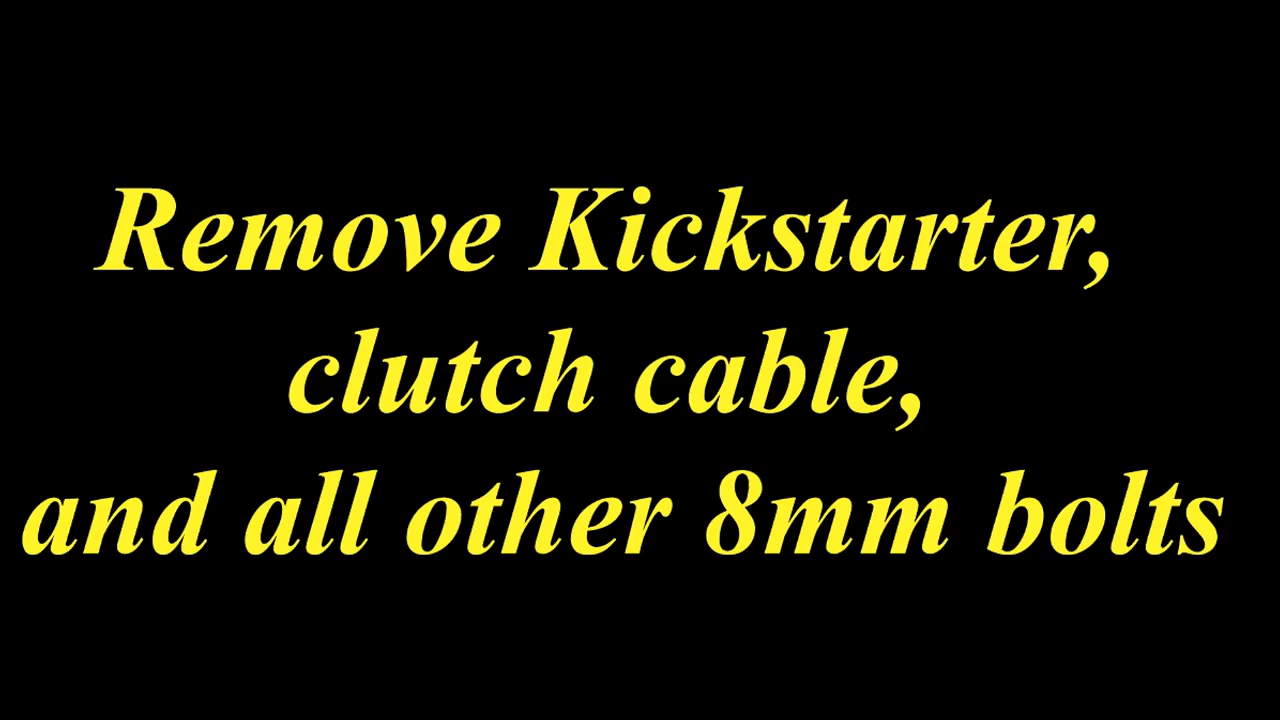 Remove Kickstarter,
clutch cable,
and all other 8mm bolts